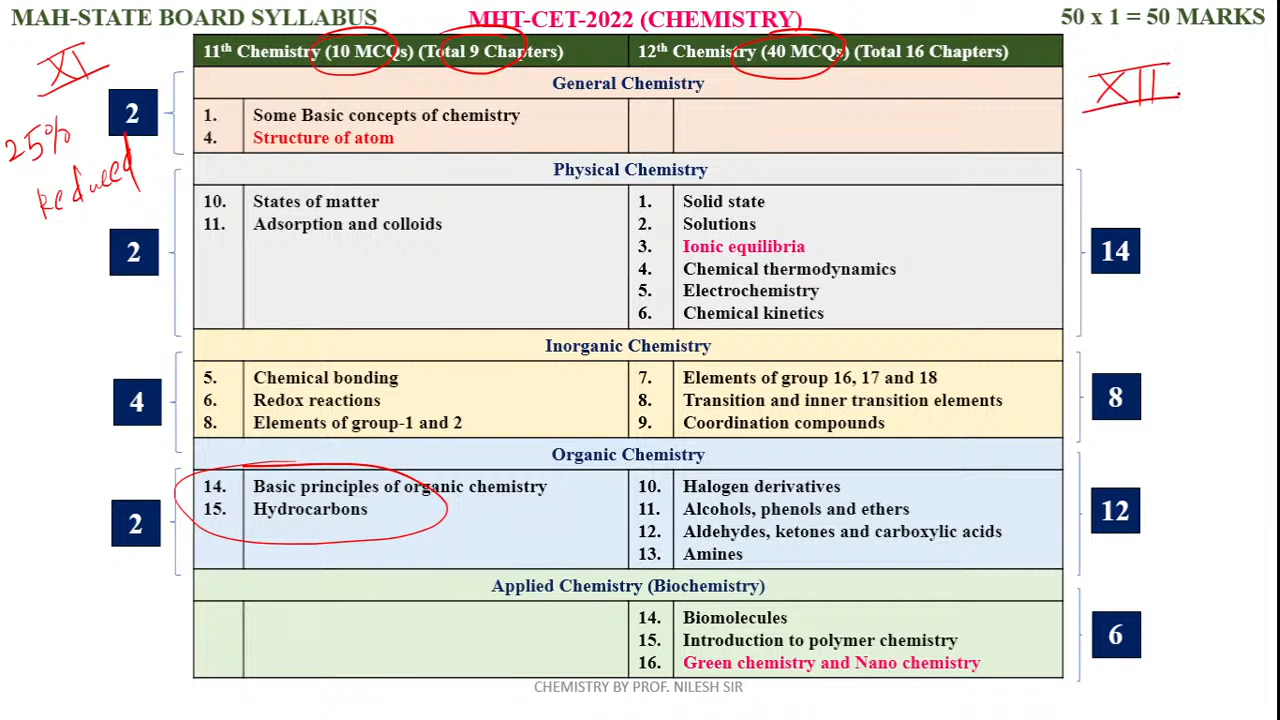 MAH-STATE BOARD SYLLABUS MHT-CET-2022 (CHEMISTRY) 50 x 1 = 50 MARKS
XI
25%
Reduced
XII
11th Chemistry (10 MCQs) (Total 9 Chapters) 12th Chemistry (40 MCQs) (Total 16 Chapters)
General Chemistry
2
1. Some Basic concepts of chemistry
4. Structure of atom
Physical Chemistry
10. States of matter 1. Solid state
11. Adsorption and colloids 2. Solutions
3. Ionic equilibria
2 14
4. Chemical thermodynamics
5. Electrochemistry
6. Chemical kinetics
Inorganic Chemistry
5. Chemical bonding 7. Elements of group 16, 17 and 18
4 6. Redox reactions 8. Transition and inner transition elements 8
8. Elements of group-1 and 2 9. Coordination compounds
Organic Chemistry
14. Basic principles of organic chemistry 10. Halogen derivatives
2 15. Hydrocarbons 11. Alcohols, phenols and ethers 12
12. Aldehydes, ketones and carboxylic acids
13. Amines
Applied Chemistry (Biochemistry)
14. Biomolecules
15. Introduction to polymer chemistry 6
16. Green chemistry and Nano chemistry
CHEMISTRY BY PROF. NILESH SIR